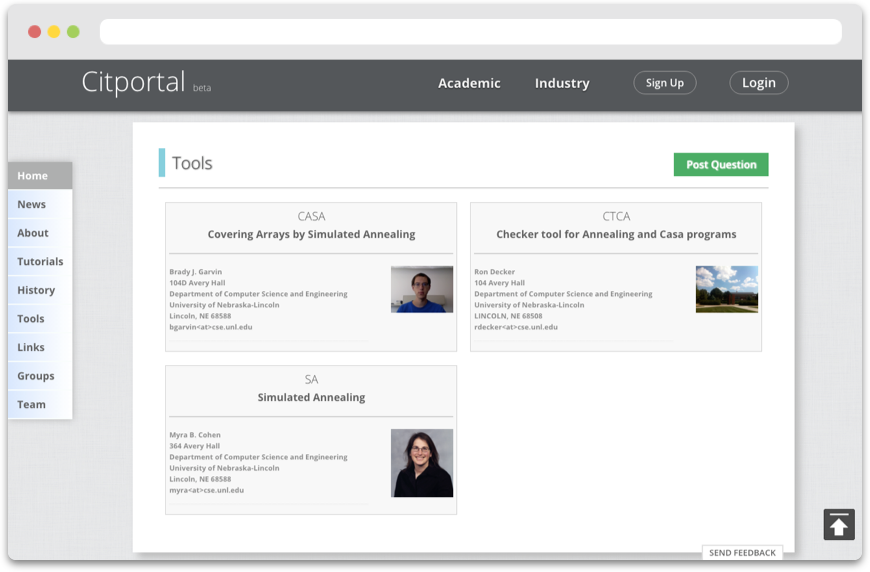 Citportal beta
Academic
Industry
Sign Up
Login
Home
News
About
Tutorials
History
Tools
Links
Groups
Team
Tools
Post Question
CASA
Covering Arrays by Simulated Annealing
Brady J. Garvin
104D Avery Hall
Department of Computer Science and Engineering
University of Nebraska-Lincoln
Lincoln, NE 68588
bgarvin<at>cse.unl.edu
CTCA
Checker tool for Annealing and Casa programs
Ron Decker
104 Avery Hall
Department of Computer Science and Engineering
University of Nebraska-Lincoln
LINCOLN, NE 68508
rdecker<at>cse.unl.edu
SA
Simulated Annealing
Myra B. Cohen
364 Avery Hall
Department of Computer Science and Engineering
University of Nebraska-Lincoln
Lincoln, NE 68588
myra<at>cse.unl.edu
SEND FEEDBACK